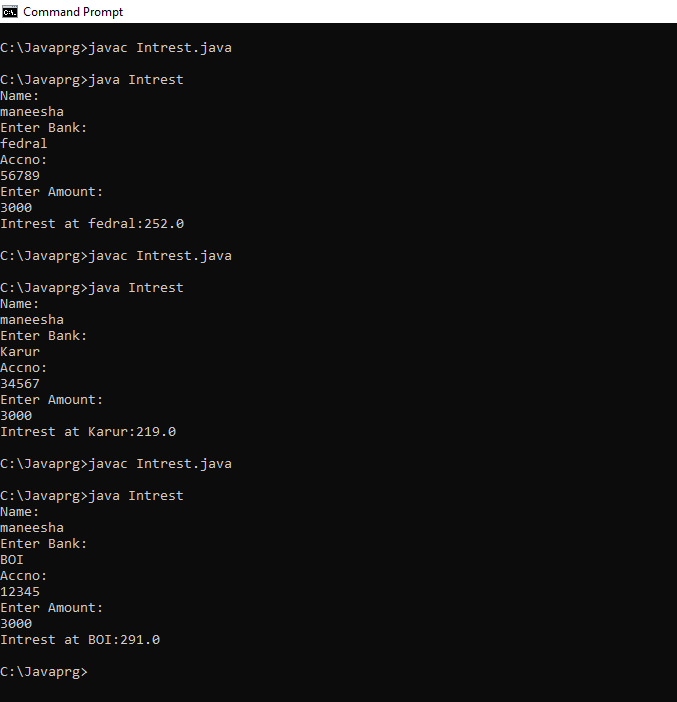 Command Prompt
C:\Javaprg>javac Intrest.java
C:\Javaprg>java Intrest
Name:
maneesha
Enter Bank:
fedral
Accno:
56789
Enter Amount:
3000
Intrest at fedral:252.0
C:\Javaprg>javac Intrest.java
C:\Javaprg>java Intrest
Name:
maneesha
Enter Bank:
Karur
Accno:
34567
Enter Amount:
3000
Intrest at Karur:219.0
C:\Javaprg>javac Intrest.java
C:\Javaprg>java Intrest
Name:
maneesha
Enter Bank:
BOI
Accno:
12345
Enter Amount:
3000
Intrest at BOI:291.0
C:\Javaprg>